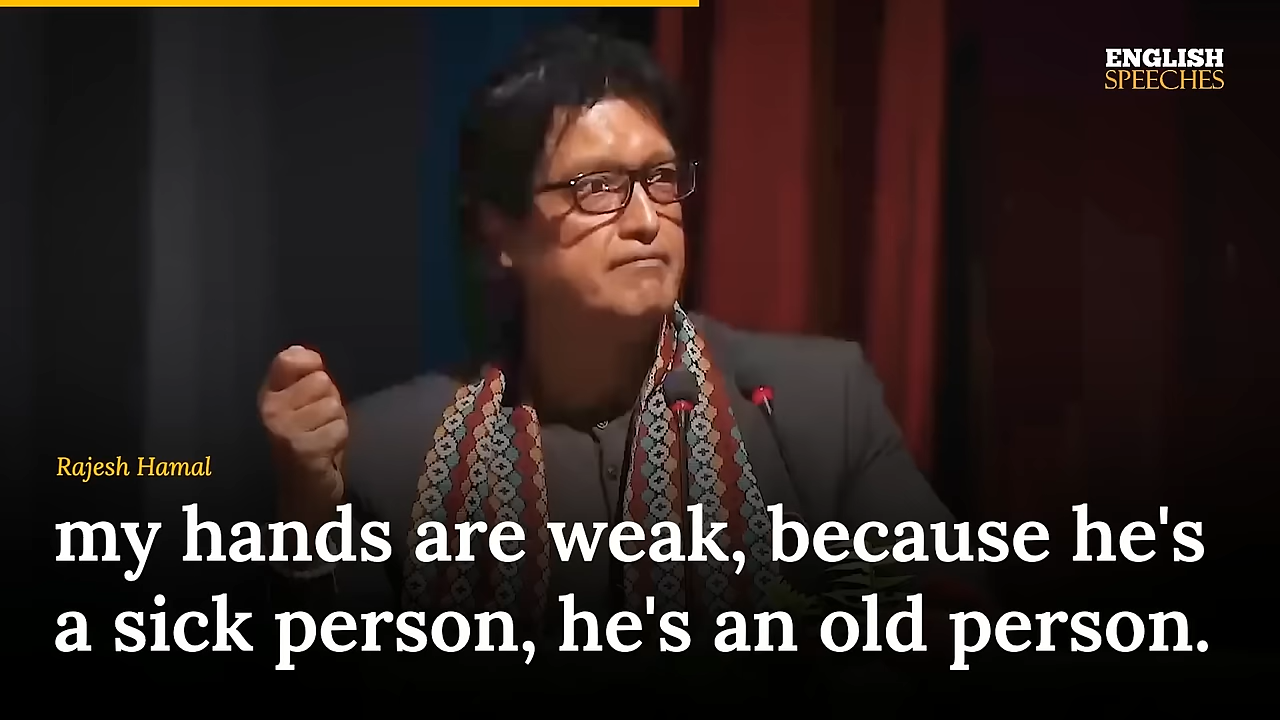 ENGLISH
SPEECHES
Rajesh Hamal
my hands are weak, because he's
a sick person, he's an old person.